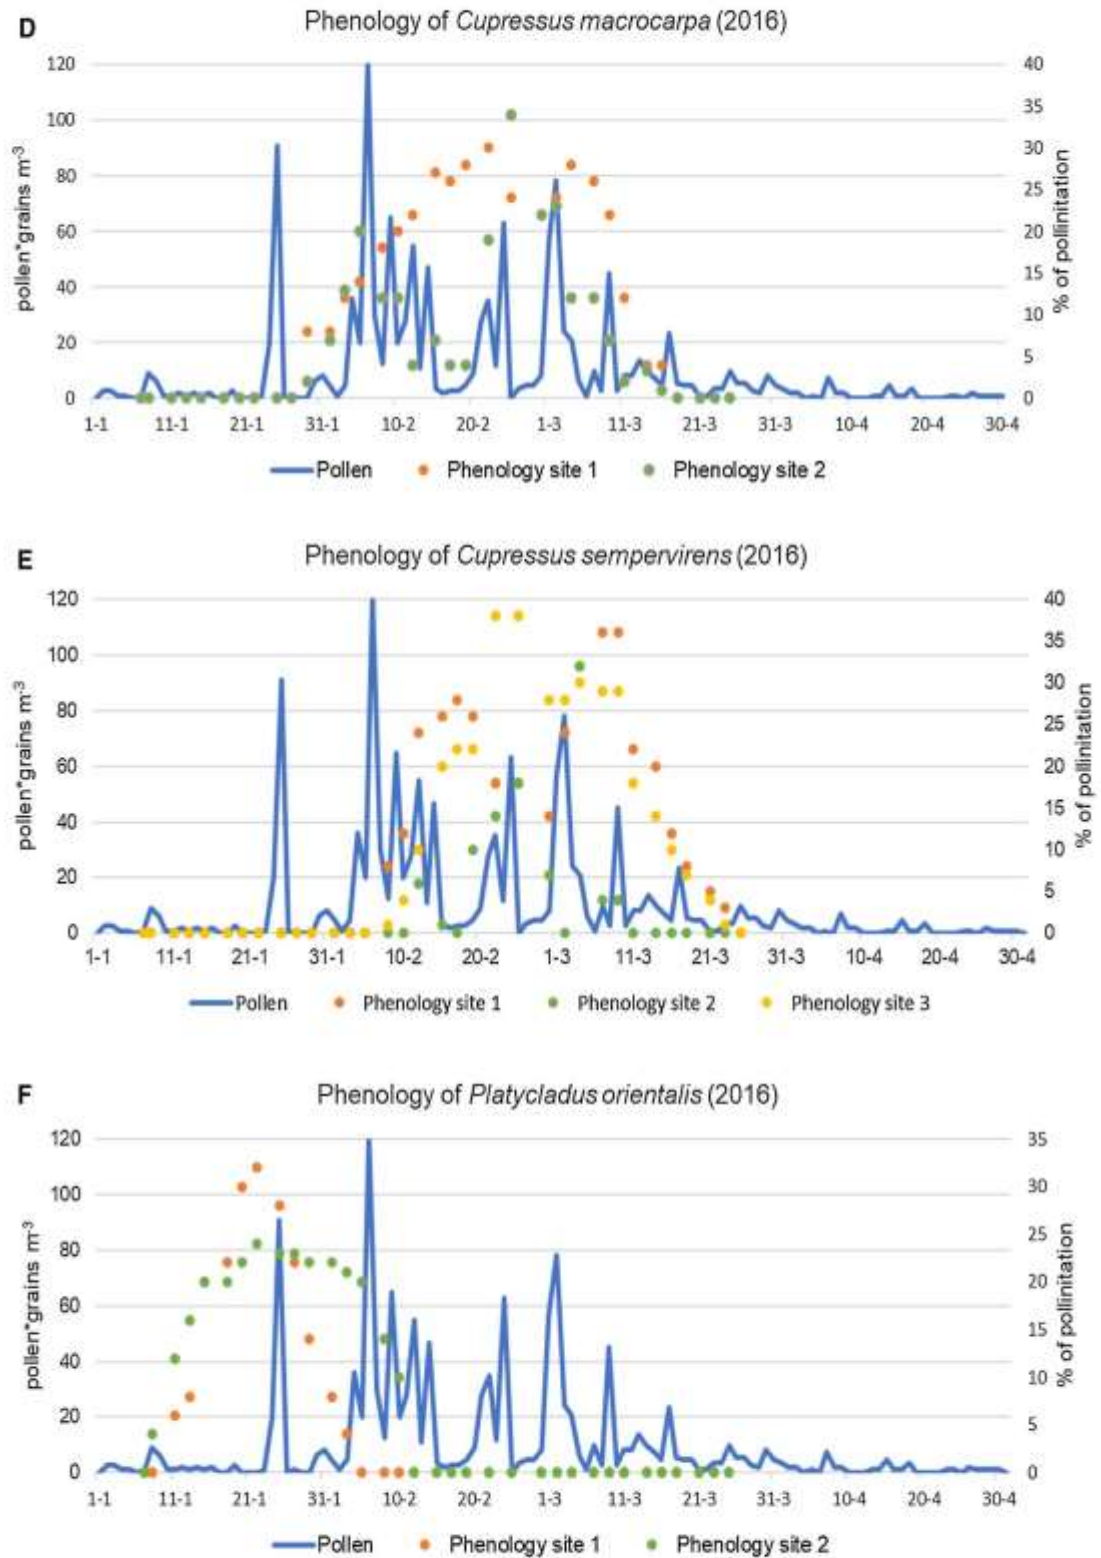 D
Phenology of Cupressus macrocarpa (2016)
120 40
100 35
80 30
60 25
40 20
20 15
0 10
5
0
pollen*grains m-3
% of pollinitation
1-1 11-1 21-1 31-1 10-2 20-2 1-3 11-3 21-3 31-3 10-4 20-4 30-4
Pollen Phenology site 1 Phenology site 2
E
Phenology of Cupressus sempervirens (2016)
120 40
100 35
80 30
60 25
40 20
20 15
0 10
5
0
pollen*grains m-3
% of pollinitation
1-1 11-1 21-1 31-1 10-2 20-2 1-3 11-3 21-3 31-3 10-4 20-4 30-4
Pollen Phenology site 1 Phenology site 2 Phenology site 3
F
Phenology of Platycladus orientalis (2016)
120 35
100 30
80 25
60 20
40 15
20 10
0 5
0
pollen*grains m-3
% of pollinitation
1-1 11-1 21-1 31-1 10-2 20-2 1-3 11-3 21-3 31-3 10-4 20-4 30-4
Pollen Phenology site 1 Phenology site 2